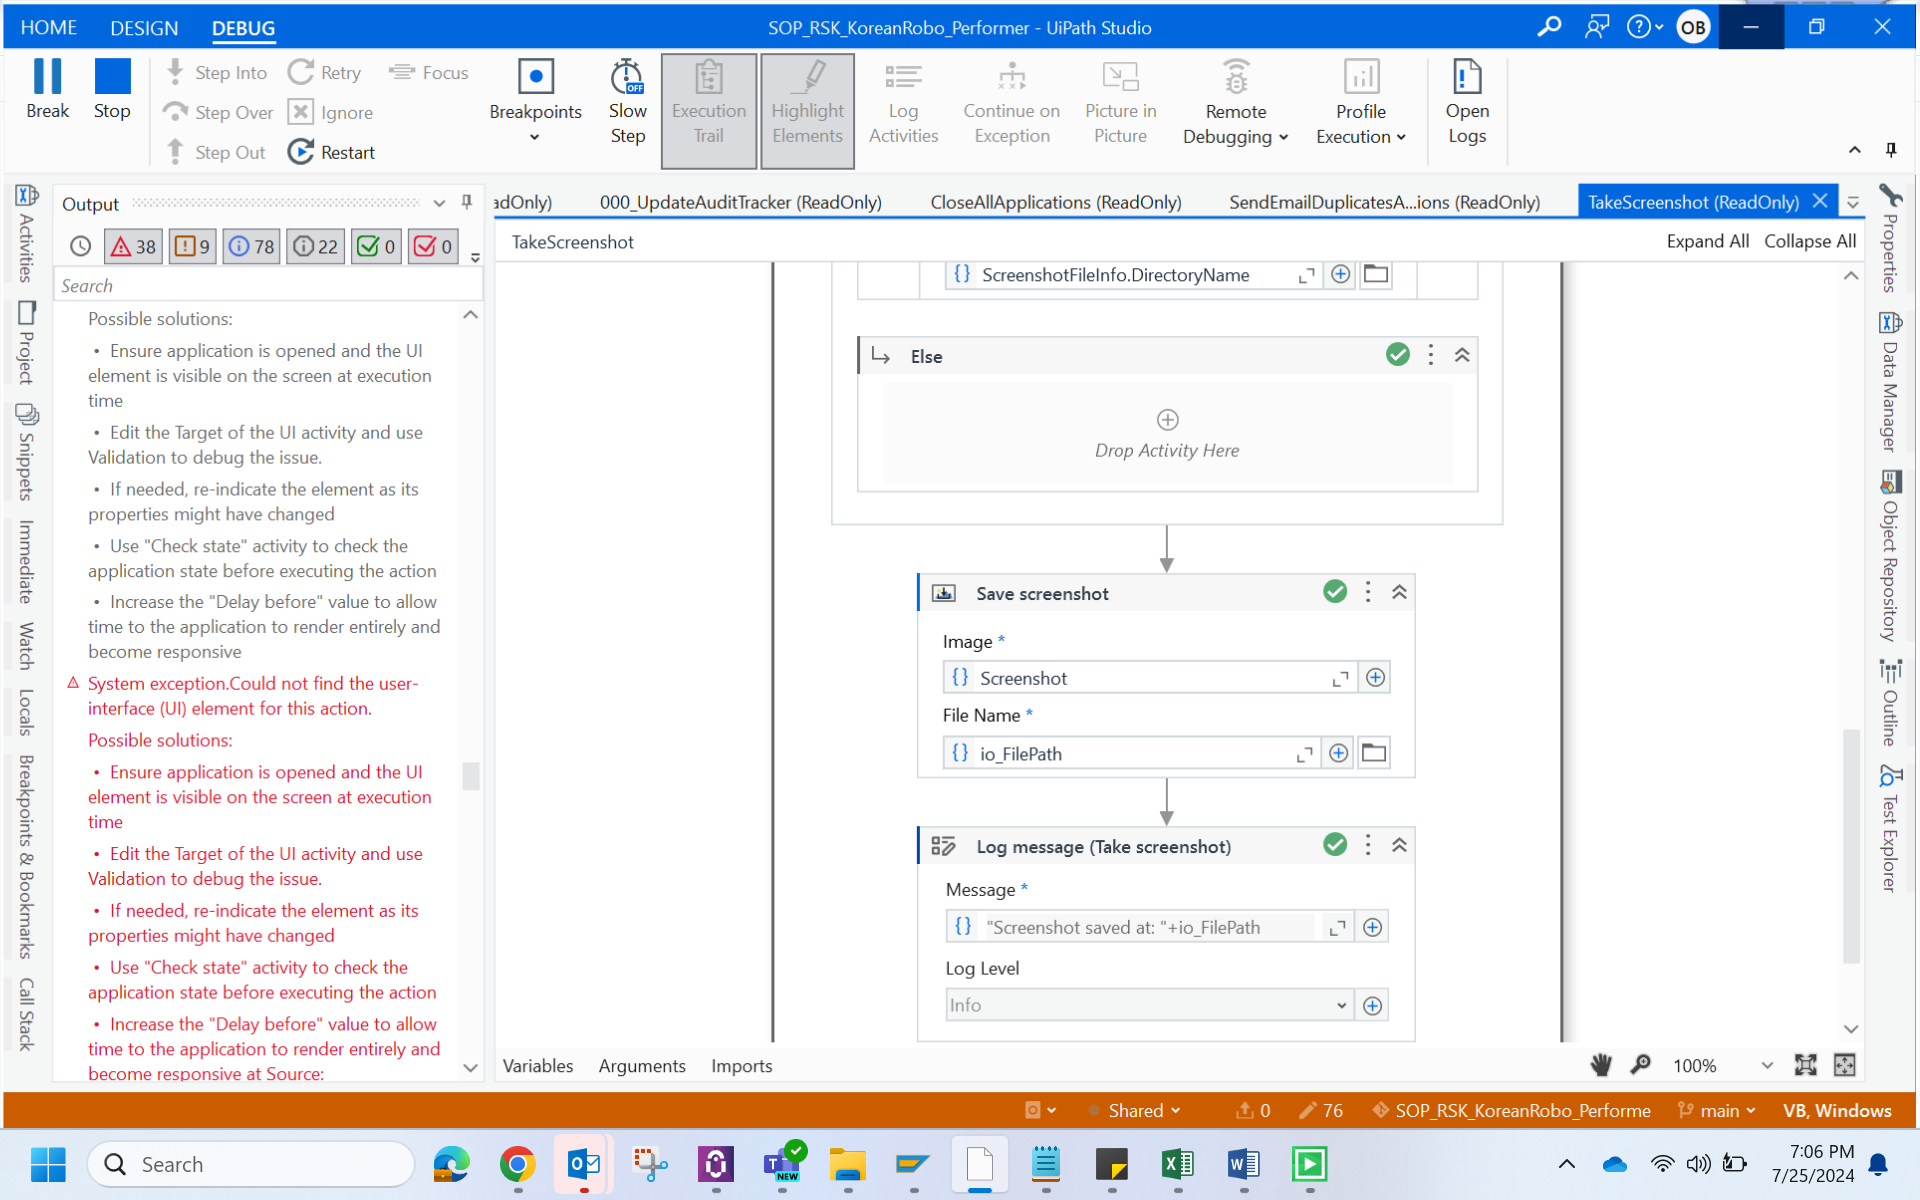 HOME DESIGN DEBUG
SOP_RSK_KoreanRobo_Performer - UiPath Studio
OB
Break
Stop
Step Into
Step Over
Step Out
Retry
Ignore
Restart
Focus
Breakpoints
Slow
Step
OFF
Execution
Trail
Highlight
Elements
Log
Activities
Continue on
Exception
Picture in
Picture
Remote
Debugging
Profile
Execution
Open
Logs
Activities
Project
Snippets
Immediate
Watch
Locals
Breakpoints & Bookmarks
Call Stack
Output
38 9 78 22 0 0
Search
Possible solutions:
• Ensure application is opened and the UI
element is visible on the screen at execution
time
• Edit the Target of the UI activity and use
Validation to debug the issue.
• If needed, re-indicate the element as its
properties might have changed
• Use "Check state" activity to check the
application state before executing the action
• Increase the "Delay before" value to allow
time to the application to render entirely and
become responsive
System exception.Could not find the user-
interface (UI) element for this action.
Possible solutions:
• Ensure application is opened and the UI
element is visible on the screen at execution
time
• Edit the Target of the UI activity and use
Validation to debug the issue.
• If needed, re-indicate the element as its
properties might have changed
• Use "Check state" activity to check the
application state before executing the action
• Increase the "Delay before" value to allow
time to the application to render entirely and
become responsive at Source:
adOnly) 000_UpdateAuditTracker (ReadOnly) CloseAllApplications (ReadOnly) SendEmailDuplicatesA...ions (ReadOnly) TakeScreenshot (ReadOnly)
TakeScreenshot
Expand All Collapse All
{} ScreenshotFileInfo.DirectoryName
Else
Drop Activity Here
Save screenshot
Image *
{} Screenshot
File Name *
{} io_FilePath
Log message (Take screenshot)
Message *
{} "Screenshot saved at: "+io_FilePath
Log Level
Info
Variables Arguments Imports
100%
Properties
Data Manager
Object Repository
Outline
Test Explorer
Shared 0 76 SOP_RSK_KoreanRobo_Performe main VB, Windows
Search
NEW
7:06 PM
7/25/2024